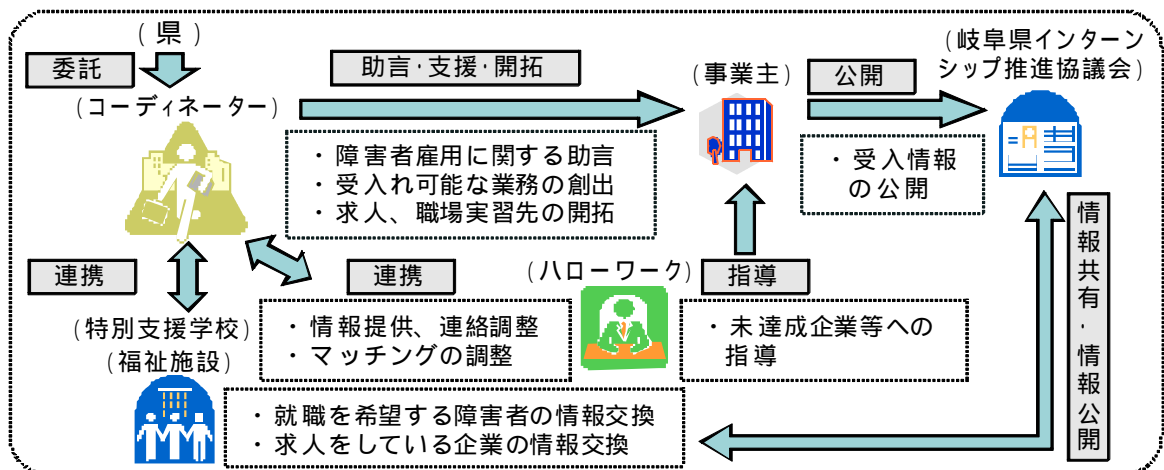 (県)
委託
(コーディネーター)
助言・支援・開拓
・障害者雇用に関する助言
・受入れ可能な業務の創出
・求人、職場実習先の開拓
(事業主)
公開
・受入情報
の公開
(岐阜県インターン
シップ推進協議会)
連携
連携
(ハローワーク)
指導
・情報提供、連絡調整
・マッチングの調整
・未達成企業等への
指導
(特別支援学校)
(福祉施設)
・就職を希望する障害者の情報交換
・求人をしている企業の情報交換
情報共有・情報公開